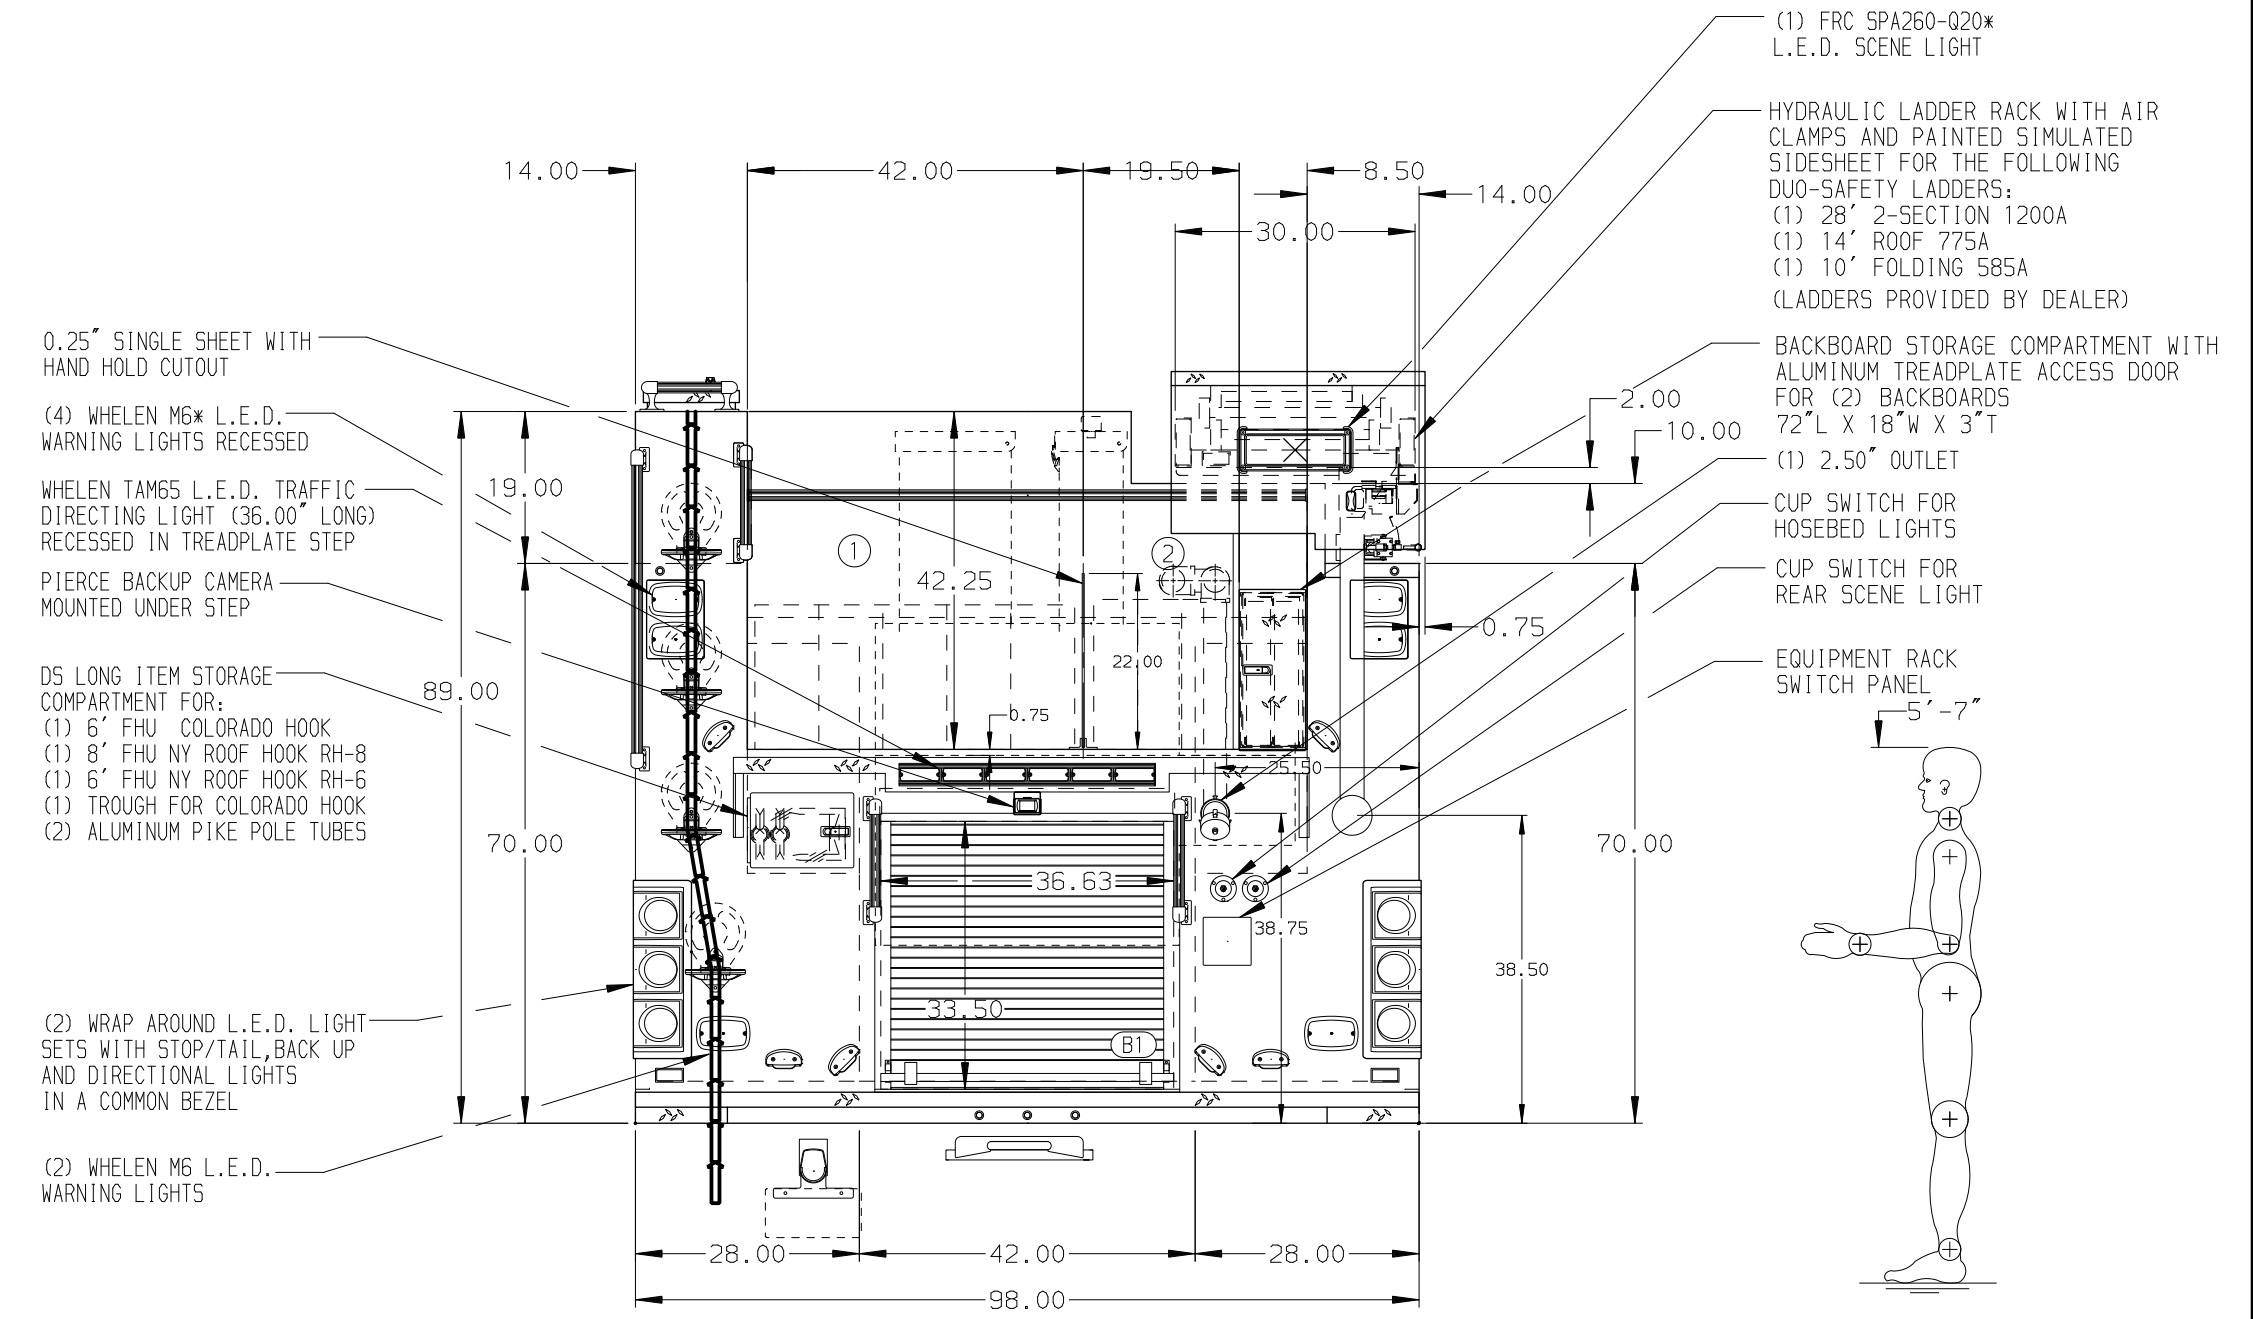 (1) FRC SPA260-Q20*
L.E.D. SCENE LIGHT
HYDRAULIC LADDER RACK WITH AIR
CLAMPS AND PAINTED SIMULATED
SIDESHEET FOR THE FOLLOWING
DUO-SAFETY LADDERS:
(1) 28' 2-SECTION 1200A
(1) 14' ROOF 775A
(1) 10' FOLDING 585A
(LADDERS PROVIDED BY DEALER)
BACKBOARD STORAGE COMPARTMENT WITH
ALUMINUM TREADPLATE ACCESS DOOR
FOR (2) BACKBOARDS
72"L X 18"W X 3"T
(1) 2.50" OUTLET
CUP SWITCH FOR
HOSEBED LIGHTS
CUP SWITCH FOR
REAR SCENE LIGHT
EQUIPMENT RACK
SWITCH PANEL
5'-7"
0.25" SINGLE SHEET WITH
HAND HOLD CUTOUT
(4) WHELEN M6* L.E.D.
WARNING LIGHTS RECESSED
WHELEN TAM65 L.E.D. TRAFFIC
DIRECTING LIGHT (36.00" LONG)
RECESSED IN TREADPLATE STEP
PIERCE BACKUP CAMERA
MOUNTED UNDER STEP
DS LONG ITEM STORAGE
COMPARTMENT FOR:
(1) 6' FHU COLORADO HOOK
(1) 8' FHU NY ROOF HOOK RH-8
(1) 6' FHU NY ROOF HOOK RH-6
(1) TROUGH FOR COLORADO HOOK
(2) ALUMINUM PIKE POLE TUBES
(2) WRAP AROUND L.E.D. LIGHT
SETS WITH STOP/TAIL,BACK UP
AND DIRECTIONAL LIGHTS
IN A COMMON BEZEL
(2) WHELEN M6 L.E.D.
WARNING LIGHTS
14.00
42.00
19.50
8.50
14.00
30.00
2.00
10.00
19.00
1
2
42.25
22.00
0.75
0.75
89.00
25.50
70.00
70.00
36.63
38.75
38.50
33.50
B1
28.00
42.00
28.00
98.00